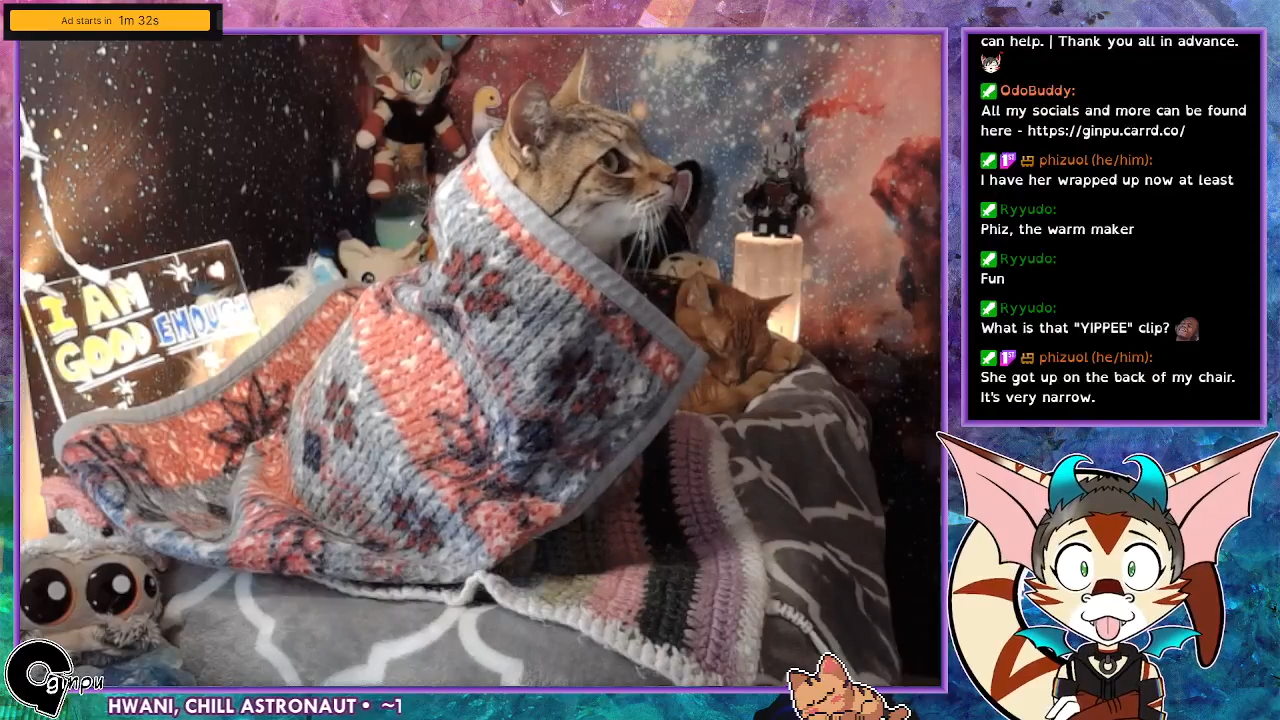 Ad starts in 1m 32s
I AM
GOOD ENOUGH
can help. | Thank you all in advance.
OdoBuddy:
All my socials and more can be found
here - https://ginpu.carrd.co/
1st phizuol (he/him):
I have her wrapped up now at least
Ryyudo:
Phiz, the warm maker
Ryyudo:
Fun
Ryyudo:
What is that "YIPPEE" clip?
1st phizuol (he/him):
She got up on the back of my chair.
It's very narrow.
ginpu
HWANI, CHILL ASTRONAUT • ~1